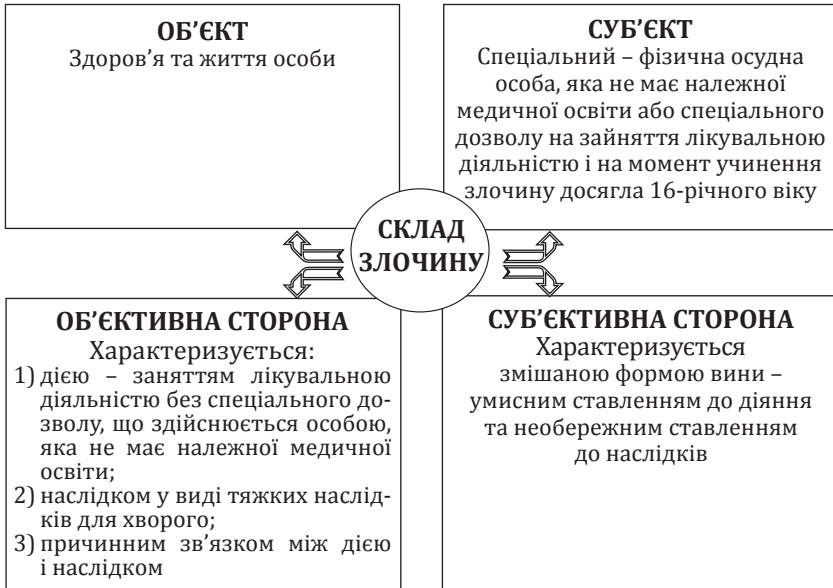 ОБ’ЄКТ
Здоров’я та життя особи
СУБ’ЄКТ
Спеціальний – фізична осудна
особа, яка не має належної
медичної освіти або спеціального
дозволу на зайняття лікувальною
діяльністю і на момент учинення
злочину досягла 16-річного віку
СКЛАД
ЗЛОЧИНУ
ОБ’ЄКТИВНА СТОРОНА
Характеризується:
1) дією – заняттям лікувальною
діяльністю без спеціального до-
зволу, що здійснюється особою,
яка не має належної медичної
освіти;
2) наслідком у виді тяжких наслід-
ків для хворого;
3) причинним зв’язком між дією
і наслідком
СУБ’ЄКТИВНА СТОРОНА
Характеризується
змішаною формою вини –
умисним ставленням до діяння
та необережним ставленням
до наслідків